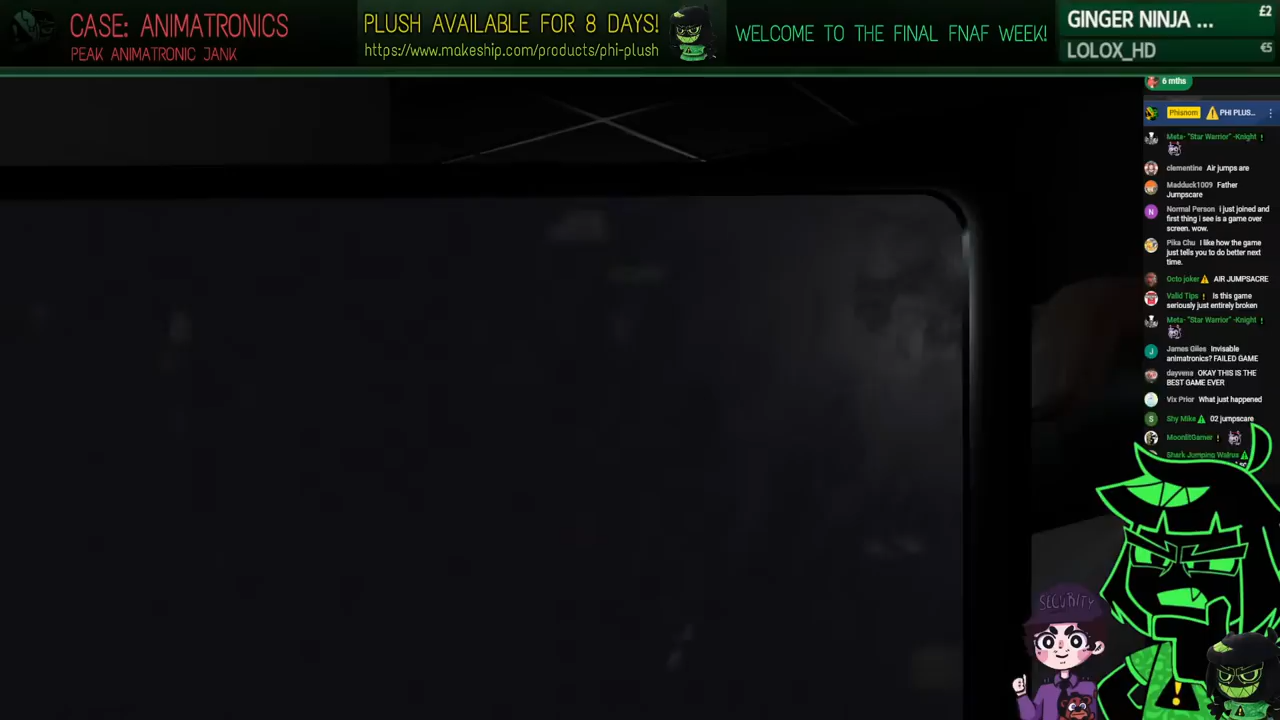 CASE: ANIMATRONICS
PEAK ANIMATRONIC JANK
PLUSH AVAILABLE FOR 8 DAYS!
https://www.makeship.com/products/phi-plush
WELCOME TO THE FINAL FNAF WEEK!
GINGER NINJA ...
£2
LOLOX_HD
€5
6 mths
Phisnom PHI PLUS...
Meta- "Star Warrior" -Knight
clementine Air jumps are
Madduck1009 Father
Jumpscare
Normal Person i just joined and
first thing i see is a game over
screen. wow.
Pika Chu I like how the game
just tells you to do better next
time.
Octo joker AIR JUMPSACRE
Valid Tips Is this game
seriously just entirely broken
Meta- "Star Warrior" -Knight
James Giles Invisable
animatronics? FAILED GAME
dayvens OKAY THIS IS THE
BEST GAME EVER
Vix Prior What just happened
Shy Mike 02 jumpscare
MoonlitGamer
Shark Jumping Walrus
SECURITY